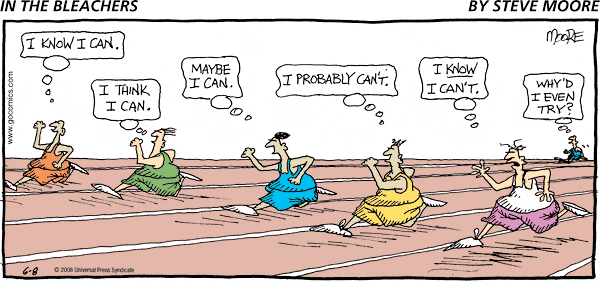 IN THE BLEACHERS
BY STEVE MOORE
I KNOW I CAN.
I THINK
I CAN.
MAYBE
I CAN.
I PROBABLY CAN'T.
I KNOW
I CAN'T.
WHY'D
I EVEN
TRY?
MOORE
www.gocomics.com
6-8
© 2008 Universal Press Syndicate